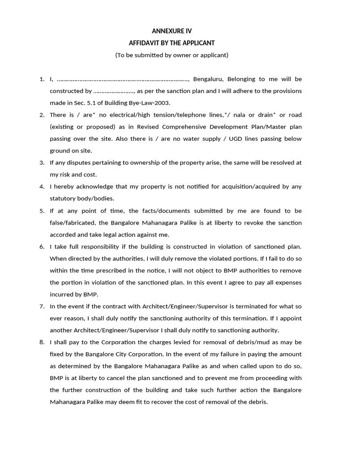 ANNEXURE IV
AFFIDAVIT BY THE APPLICANT
(To be submitted by owner or applicant)
1. I, ……………………………………………………………………, Bengaluru, Belonging to me will be
constructed by ……………………, as per the sanction plan and I will adhere to the provisions
made in Sec. 5.1 of Building Bye-Law-2003.
2. There is / are* no electrical/high tension/telephone lines,*/ nala or drain* or road
(existing or proposed) as in Revised Comprehensive Development Plan/Master plan
passing over the site. Also there is / are no water supply / UGD lines passing below
ground on site.
3. If any disputes pertaining to ownership of the property arise, the same will be resolved at
my risk and cost.
4. I hereby acknowledge that my property is not notified for acquisition/acquired by any
statutory body/bodies.
5. If at any point of time, the facts/documents submitted by me are found to be
false/fabricated, the Bangalore Mahanagara Palike is at liberty to revoke the sanction
accorded and take legal action against me.
6. I take full responsibility if the building is constructed in violation of sanctioned plan.
When directed by the authorities, I will duly remove the violated portions. If I fail to do so
within the time prescribed in the notice, I will not object to BMP authorities to remove
the portion in violation of the sanctioned plan. In this event I agree to pay all expenses
incurred by BMP.
7. In the event if the contract with Architect/Engineer/Supervisor is terminated for what so
ever reason, I shall duly notify the sanctioning authority of this termination. If I appoint
another Architect/Engineer/Supervisor I shall duly notify to sanctioning authority.
8. I shall pay to the Corporation the charges levied for removal of debris/mud as may be
fixed by the Bangalore City Corporation. In the event of my failure in paying the amount
as determined by the Bangalore Mahanagara Palike as and when called upon to do so,
BMP is at liberty to cancel the plan sanctioned and to prevent me from proceeding with
the further construction of the building and take such further action the Bangalore
Mahanagara Palike may deem fit to recover the cost of removal of the debris.